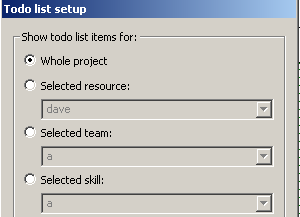 Todo list setup
Show todo list items for:
Whole project
Selected resource:
dave
Selected team:
a
Selected skill:
a